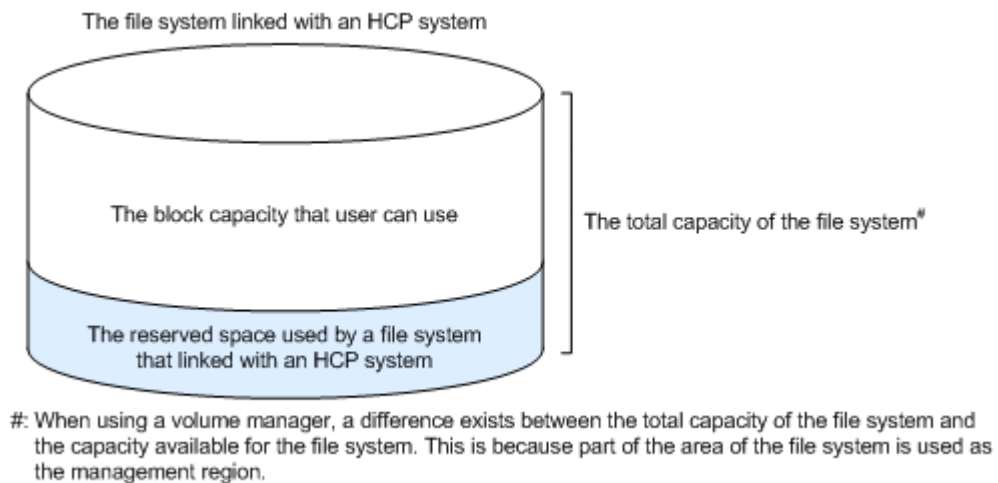 The file system linked with an HCP system
The block capacity that user can use
The total capacity of the file system#
The reserved space used by a file system
that linked with an HCP system
#: When using a volume manager, a difference exists between the total capacity of the file system and
the capacity available for the file system. This is because part of the area of the file system is used as
the management region.